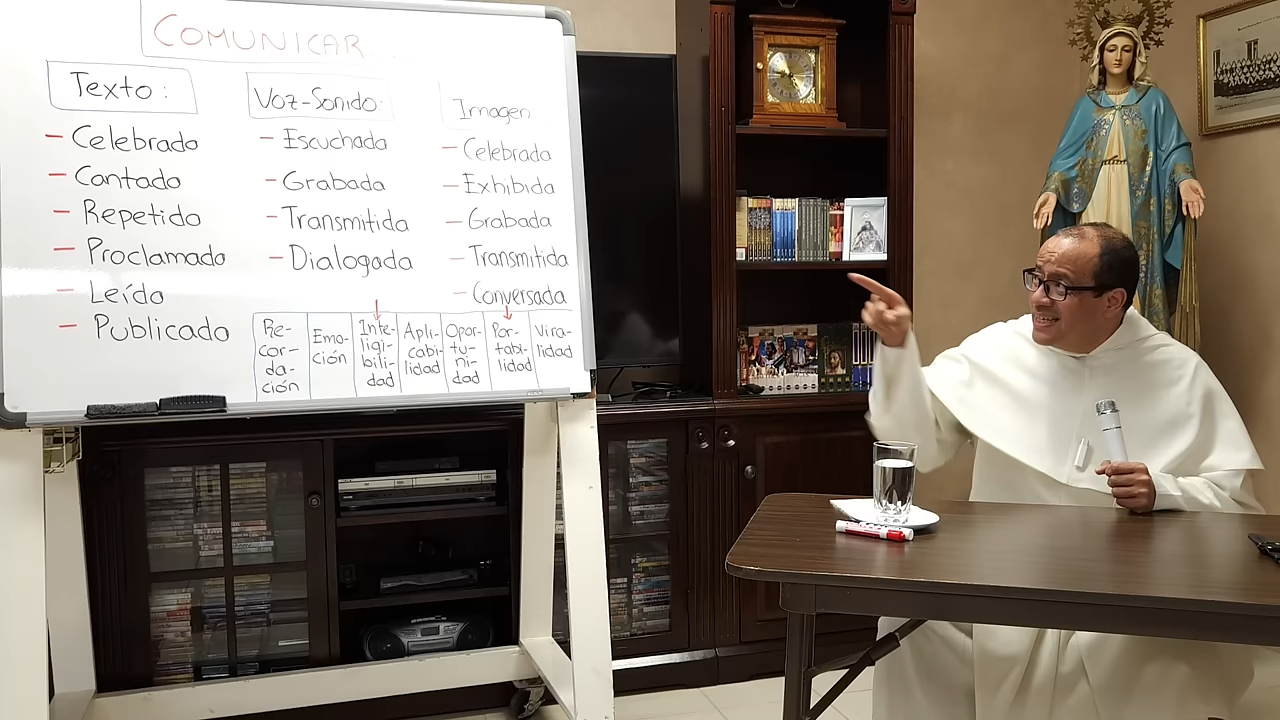 COMUNICAR
Texto:
- Celebrado
- Cantado
- Repetido
- Proclamado
- Leído
- Publicado
Voz-Sonido:
- Escuchada
- Grabada
- Transmitida
- Dialogada
Imagen:
- Celebrada
- Exhibida
- Grabada
- Transmitida
- Conversada
Re-
cor-
da-
ción
Emo-
ción
Inte-
ligi-
bili-
dad
Apli-
cabi-
lidad
Opor-
tu-
ni-
dad
Por-
tabi-
lidad
Vira-
lidad